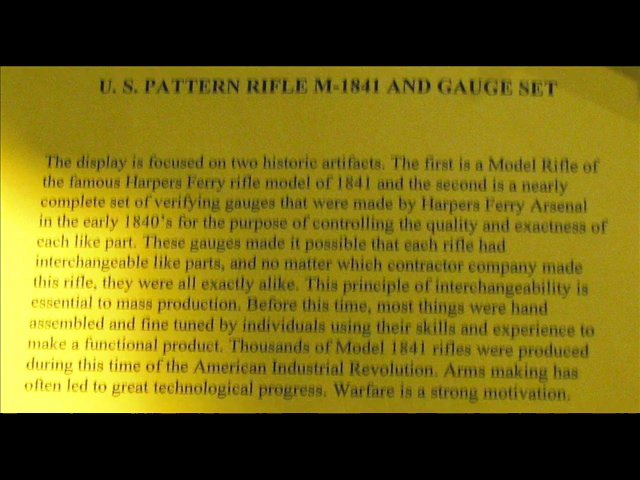 U. S. PATTERN RIFLE M-1841 AND GAUGE SET
The display is focused on two historic artifacts. The first is a Model Rifle of
the famous Harpers Ferry rifle model of 1841 and the second is a nearly
complete set of verifying gauges that were made by Harpers Ferry Arsenal
in the early 1840's for the purpose of controlling the quality and exactness of
each like part. These gauges made it possible that each rifle had
interchangeable like parts, and no matter which contractor company made
this rifle, they were all exactly alike. This principle of interchangeability is
essential to mass production. Before this time, most things were hand
assembled and fine tuned by individuals using their skills and experience to
make a functional product. Thousands of Model 1841 rifles were produced
during this time of the American Industrial Revolution. Arms making has
often led to great technological progress. Warfare is a strong motivation.